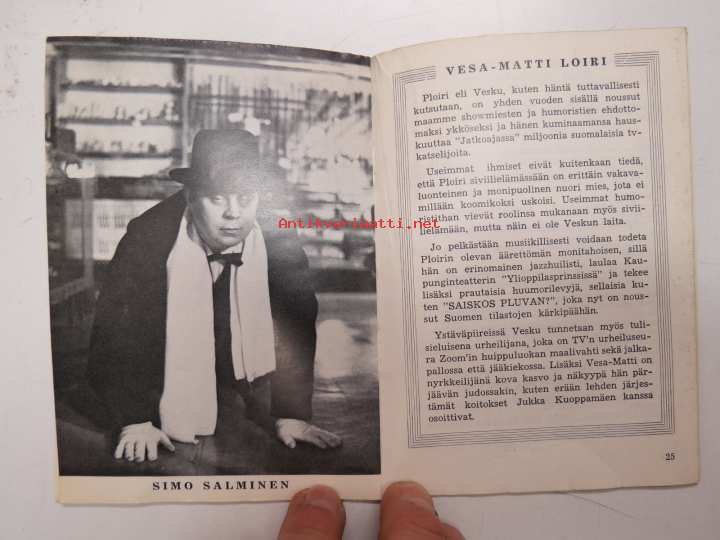 SIMO SALMINEN
Antikvariaatti.net
25
VESA-MATTI LOIRI
Ploiri eli Vesku, kuten häntä tuttavallisesti
kutsutaan, on yhden vuoden sisällä noussut
maamme showmiesten ja humoristien ehdotto-
maksi ykköseksi ja hänen kuminaamansa haus-
kuuttaa "Jatkoajassa" miljoonia suomalaisia tv-
katselijoita.
Useimmat ihmiset eivät kuitenkaan tiedä,
että Ploiri siviilielämässään on erittäin vakava-
luonteinen ja monipuolinen nuori mies, jota ei
millään koomikoksi uskoisi. Useimmat humo-
ristithan vievät roolinsa mukanaan myös sivii-
lielämään, mutta näin ei ole Veskun laita.
Jo pelkästään musiikillisesti voidaan todeta
Ploirin olevan äärettömän monitahoisen, sillä
hän on erinomainen jazzhuilisti, laulaa Kau-
punginteatterin "Ylioppilasprinssissä" ja tekee
lisäksi prautaisia huumorilevyjä, sellaisia ku-
ten "SAISKOS PLUVAN?", joka nyt on nous-
sut Suomen tilastojen kärkipäähän.
Ystäväpiireissä Vesku tunnetaan myös tuli-
sieluisena urheilijana, joka on TV'n urheiluseu-
ra Zoom'in huippuluokan maalivahti sekä jalka-
pallossa että jääkiekossa. Lisäksi Vesa-Matti on
nyrkkeilijänä kova kasvo ja näkyypä hän pär-
jäävän judossakin, kuten erään lehden järjes-
tämät koitokset Jukka Kuoppamäen kanssa
osoittivat.